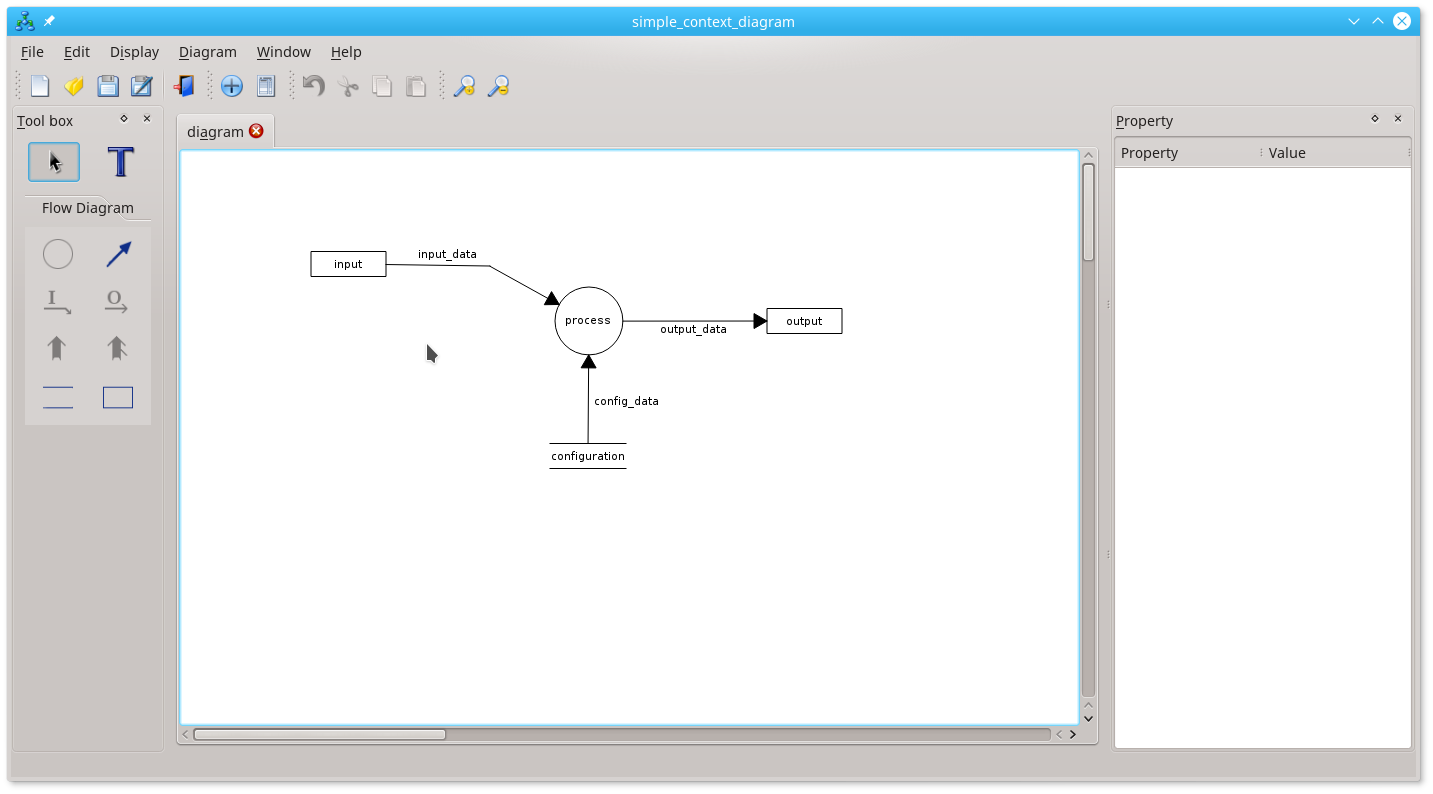 simple_context_diagram
File Edit Display Diagram Window Help
Tool box
T
Flow Diagram
I
O
diagram
input
input_data
process
output_data
output
config_data
configuration
Property
Property Value